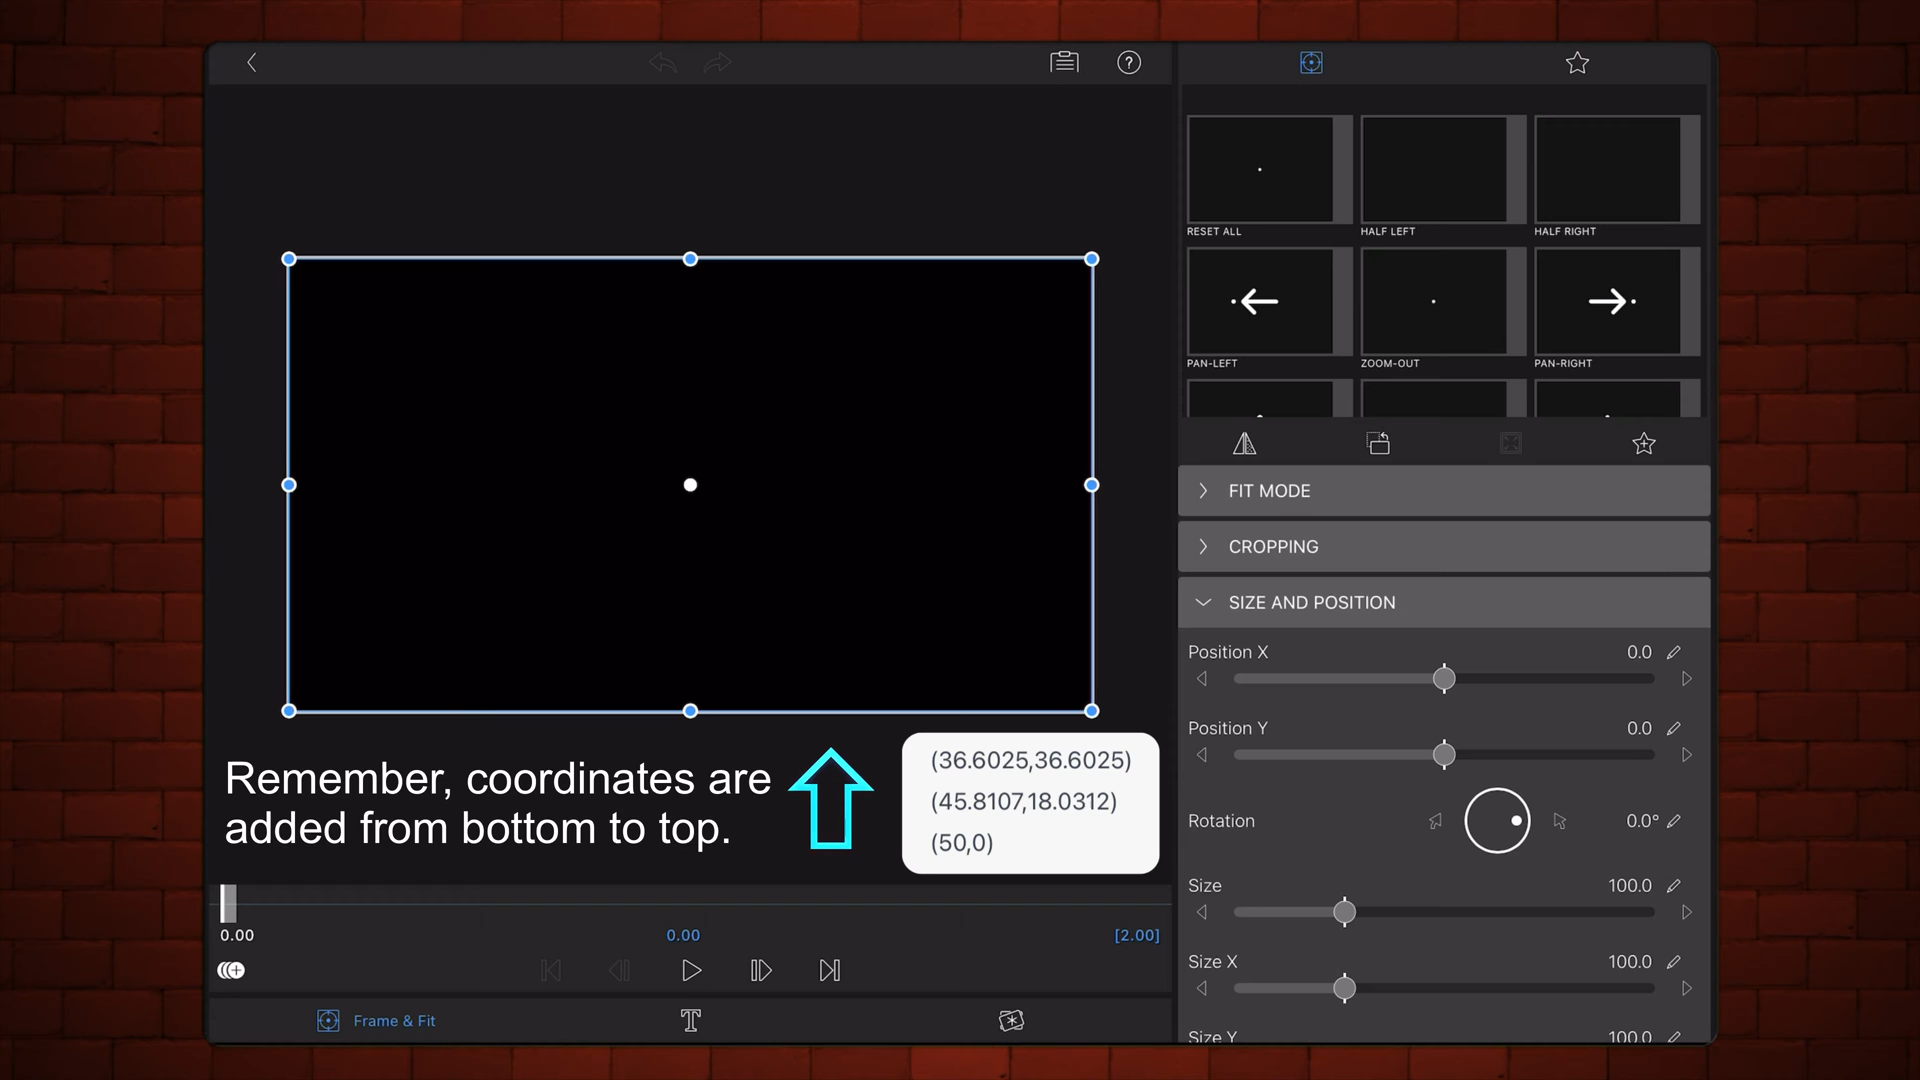 ?
RESET ALL
HALF LEFT
HALF RIGHT
PAN-LEFT
ZOOM-OUT
PAN-RIGHT
FIT MODE
CROPPING
SIZE AND POSITION
Position X 0.0
Position Y 0.0
Rotation 0.0°
Size 100.0
Size X 100.0
Size Y 100.0
Remember, coordinates are
added from bottom to top.
(36.6025,36.6025)
(45.8107,18.0312)
(50,0)
0.00 0.00 [2.00]
Frame & Fit
T